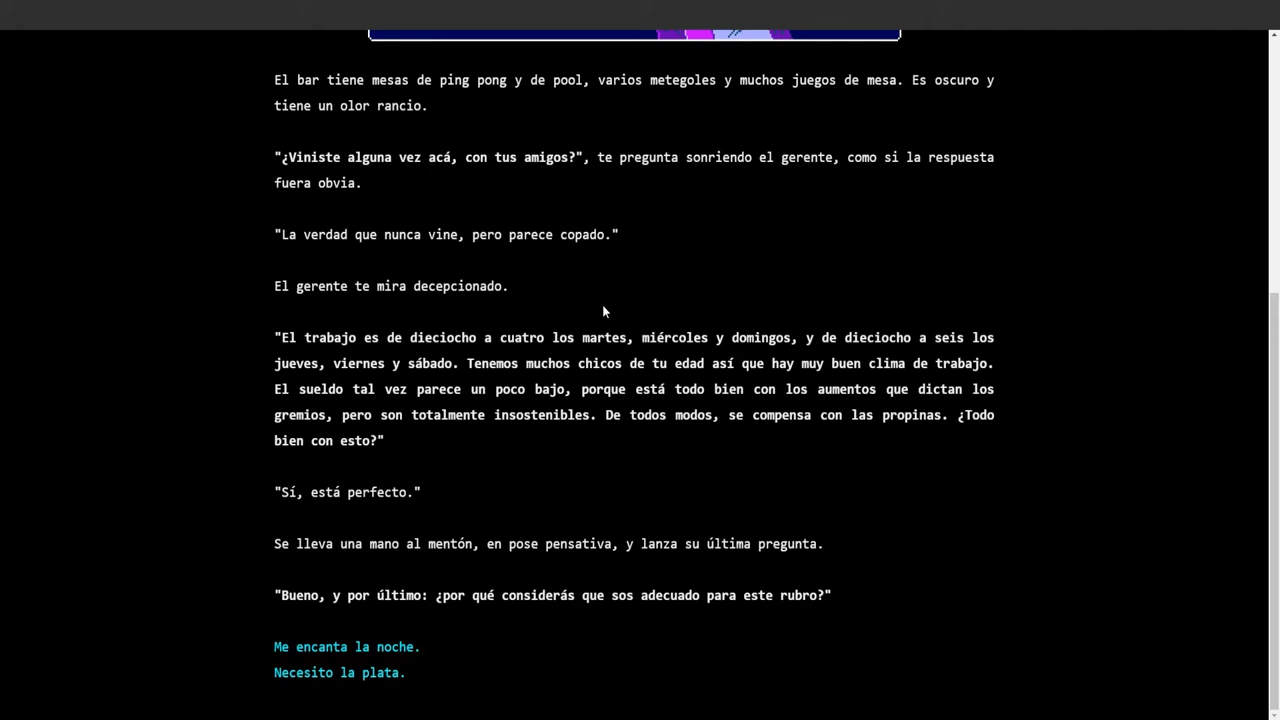 El bar tiene mesas de ping pong y de pool, varios metegoles y muchos juegos de mesa. Es oscuro y
tiene un olor rancio.
"¿Viniste alguna vez acá, con tus amigos?", te pregunta sonriendo el gerente, como si la respuesta
fuera obvia.
"La verdad que nunca vine, pero parece copado."
El gerente te mira decepcionado.
"El trabajo es de dieciocho a cuatro los martes, miércoles y domingos, y de dieciocho a seis los
jueves, viernes y sábado. Tenemos muchos chicos de tu edad así que hay muy buen clima de trabajo.
El sueldo tal vez parece un poco bajo, porque está todo bien con los aumentos que dictan los
gremios, pero son totalmente insostenibles. De todos modos, se compensa con las propinas. ¿Todo
bien con esto?"
"Sí, está perfecto."
Se lleva una mano al mentón, en pose pensativa, y lanza su última pregunta.
"Bueno, y por último: ¿por qué considerás que sos adecuado para este rubro?"
Me encanta la noche.
Necesito la plata.